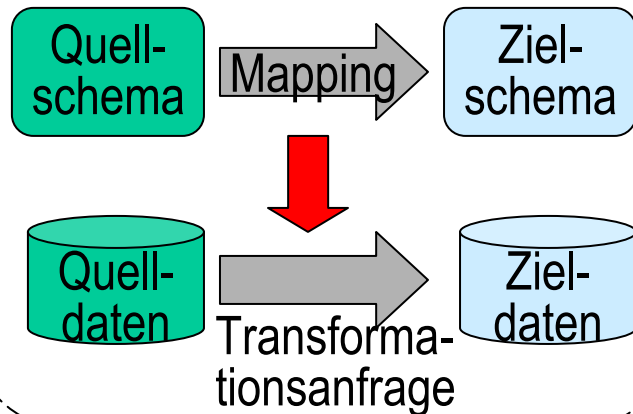 Quell-
schema
Mapping
Ziel-
schema
Quell-
daten
Transforma-
tionsanfrage
Ziel-
daten